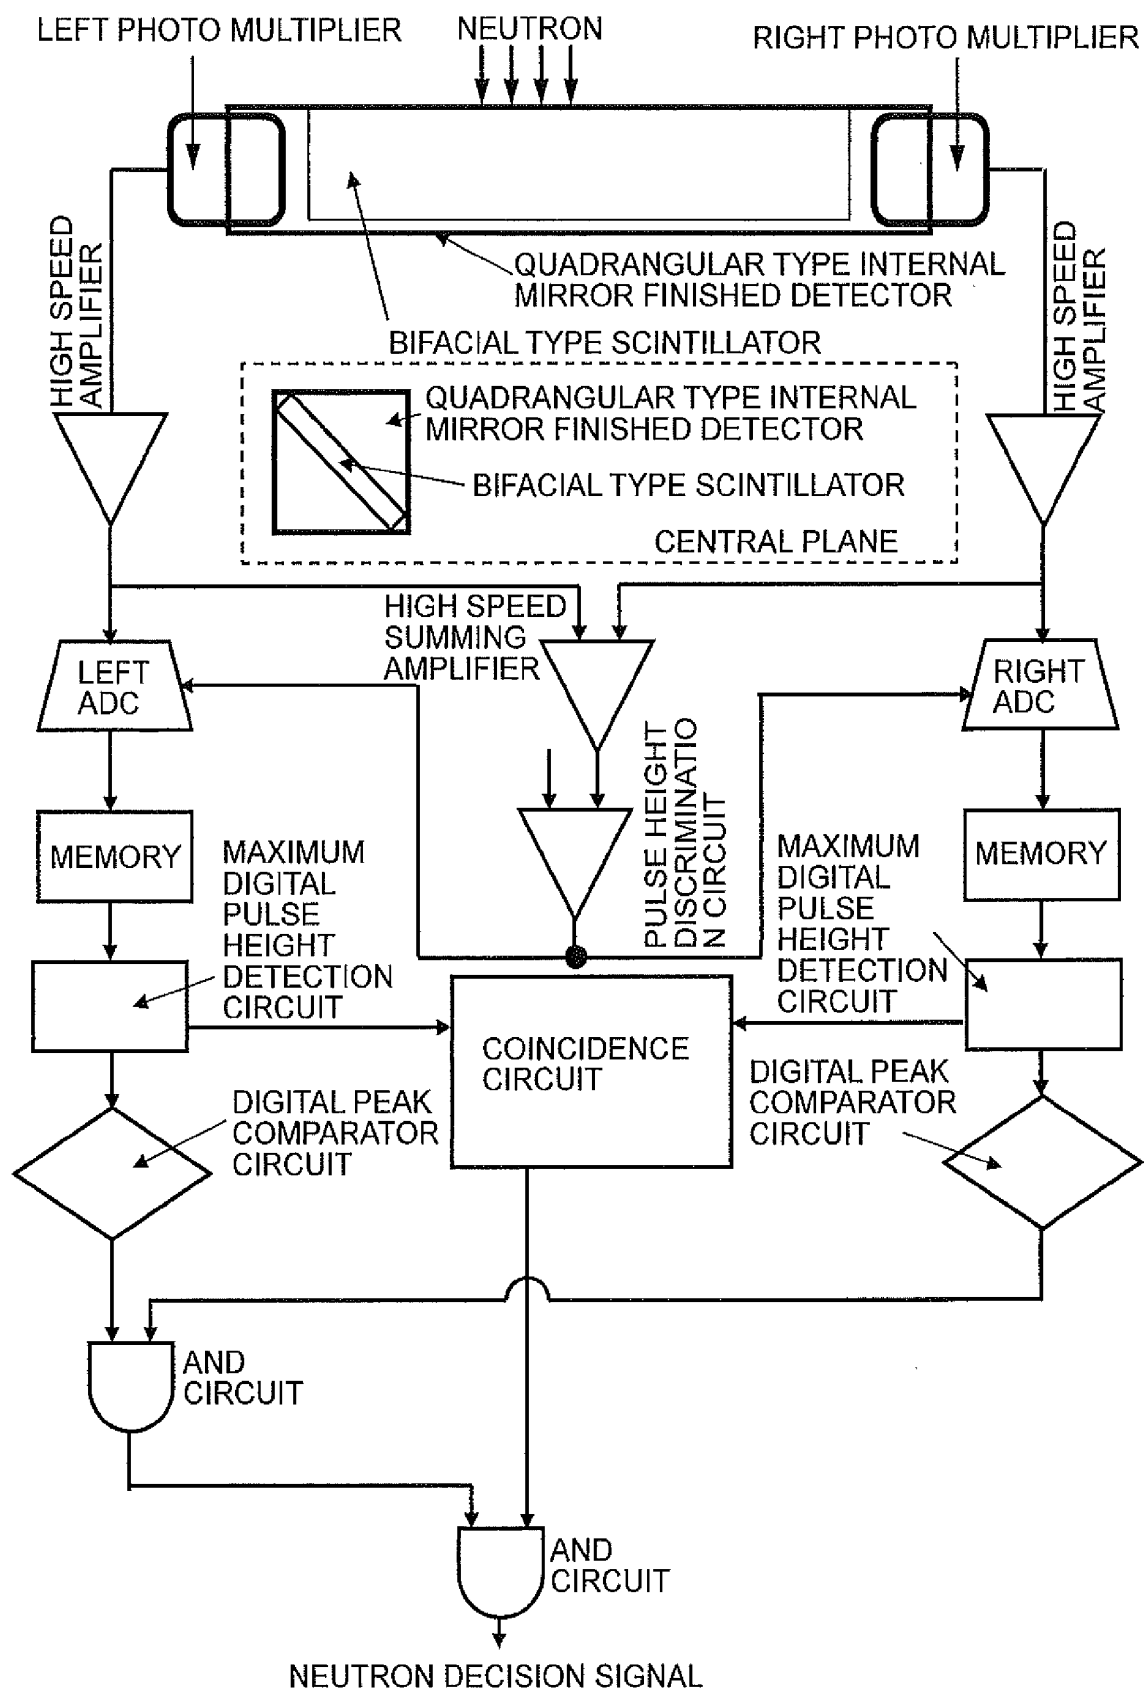 LEFT PHOTO MULTIPLIER
NEUTRON
RIGHT PHOTO MULTIPLIER
HIGH SPEED
AMPLIFIER
QUADRANGULAR TYPE INTERNAL
MIRROR FINISHED DETECTOR
BIFACIAL TYPE SCINTILLATOR
HIGH SPEED
AMPLIFIER
QUADRANGULAR TYPE INTERNAL
MIRROR FINISHED DETECTOR
BIFACIAL TYPE SCINTILLATOR
CENTRAL PLANE
HIGH SPEED
SUMMING
AMPLIFIER
LEFT
ADC
RIGHT
ADC
PULSE HEIGHT
DISCRIMINATIO
N CIRCUIT
MEMORY
MAXIMUM
DIGITAL
PULSE
HEIGHT
DETECTION
CIRCUIT
MAXIMUM
DIGITAL
PULSE
HEIGHT
DETECTION
CIRCUIT
MEMORY
COINCIDENCE
CIRCUIT
DIGITAL PEAK
COMPARATOR
CIRCUIT
DIGITAL PEAK
COMPARATOR
CIRCUIT
AND
CIRCUIT
AND
CIRCUIT
NEUTRON DECISION SIGNAL